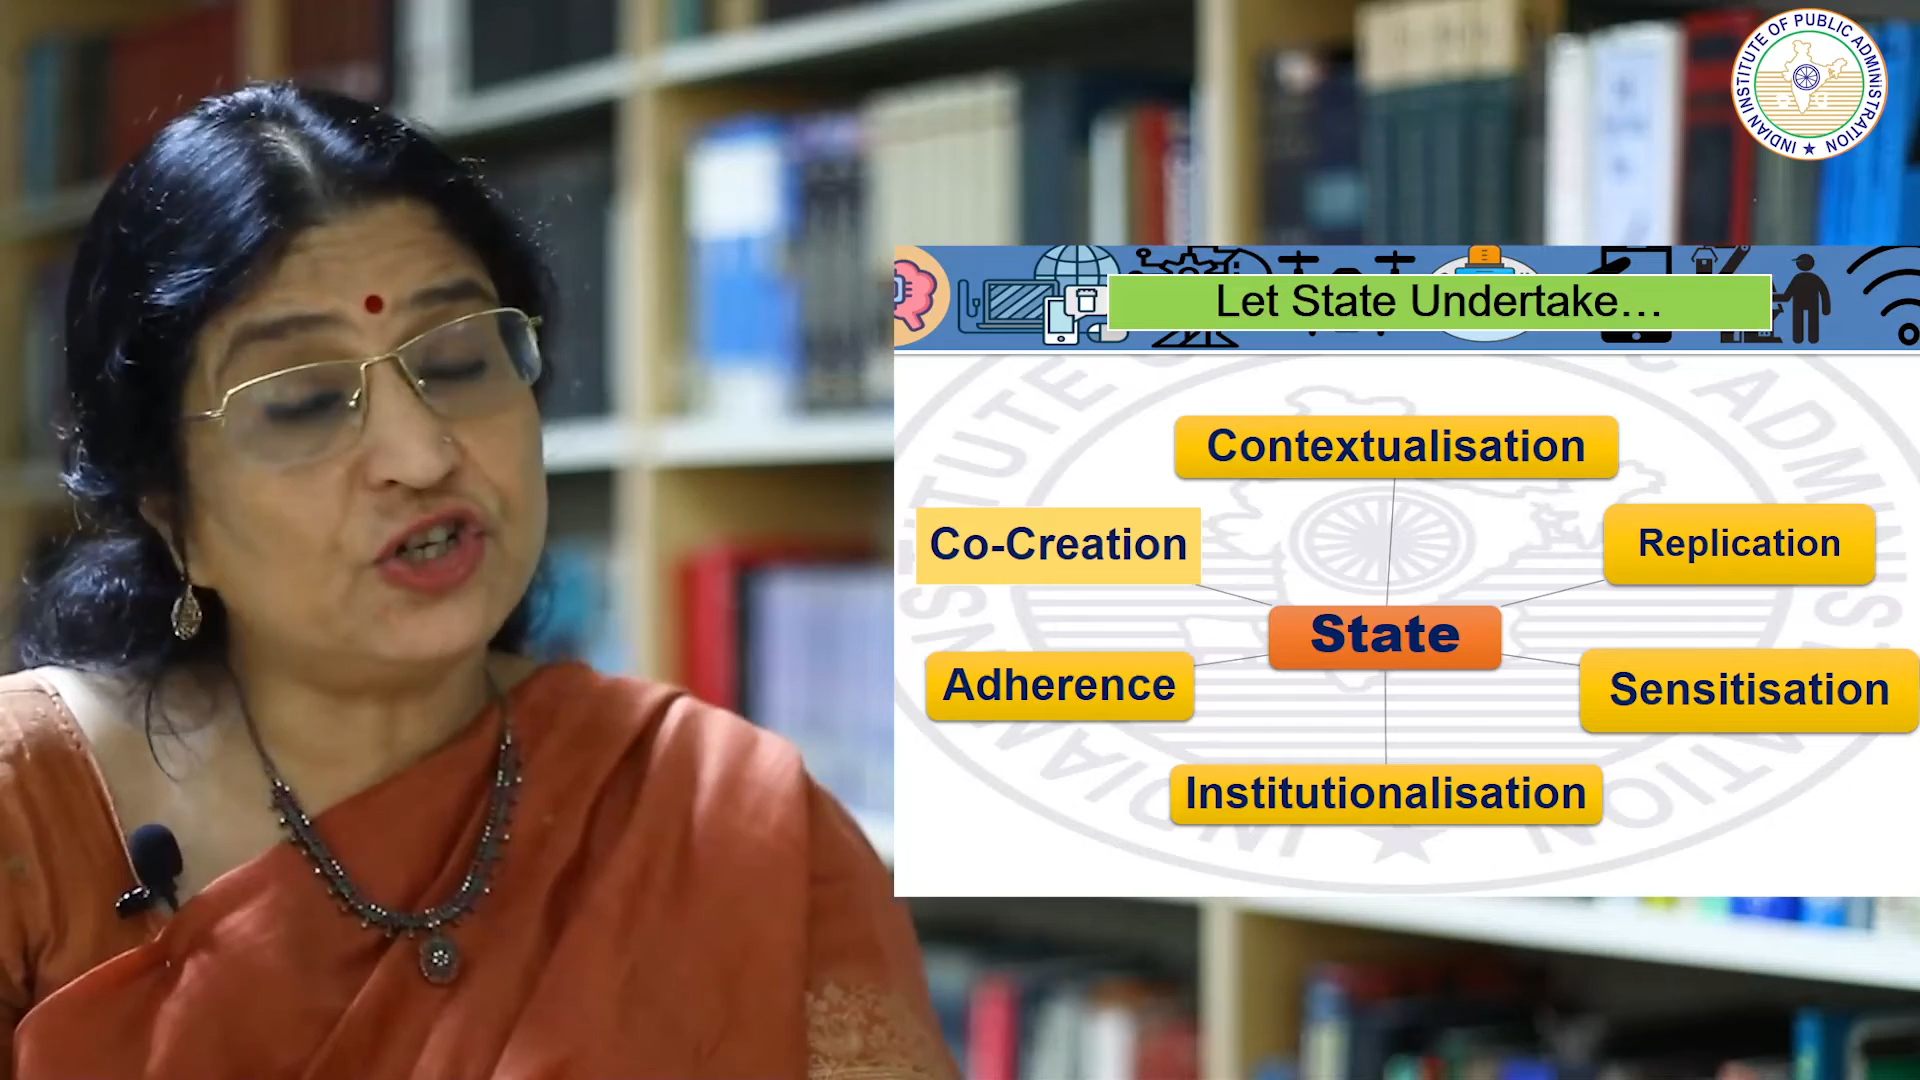 INDIAN INSTITUTE OF PUBLIC ADMINISTRATION
Let State Undertake...
Contextualisation
Co-Creation
Replication
State
Adherence
Sensitisation
Institutionalisation